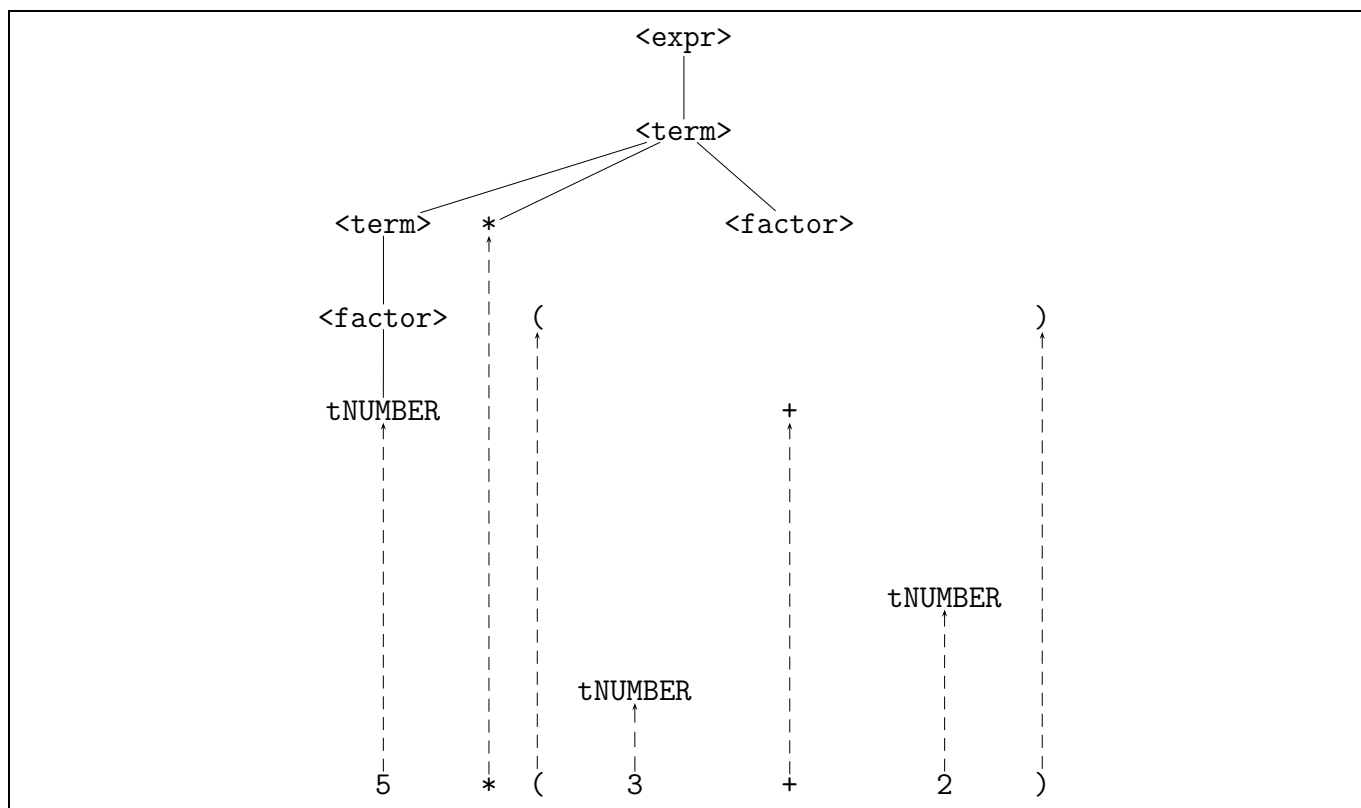 <expr>
<term>
<term> * <factor>
<factor> ( )
tNUMBER +
tNUMBER
tNUMBER
5 * ( 3 + 2 )